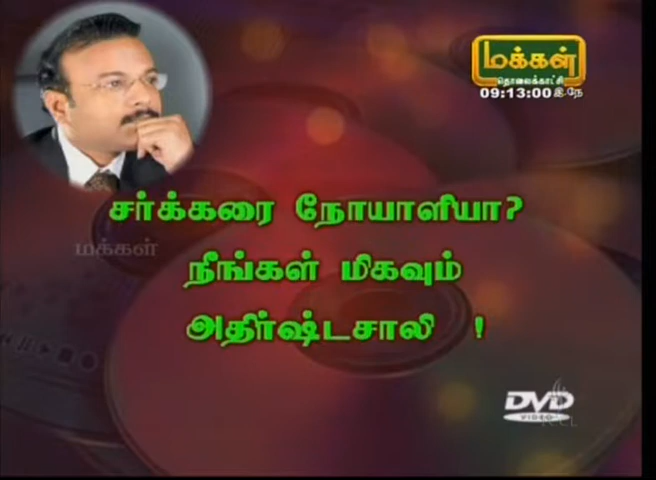 மக்கள்
தொலைக்காட்சி
09:13:00 இ.நே
சர்க்கரை நோயாளியா?
மக்கள்
நீங்கள் மிகவும்
அதிர்ஷ்டசாலி !
DVD
VIDEO